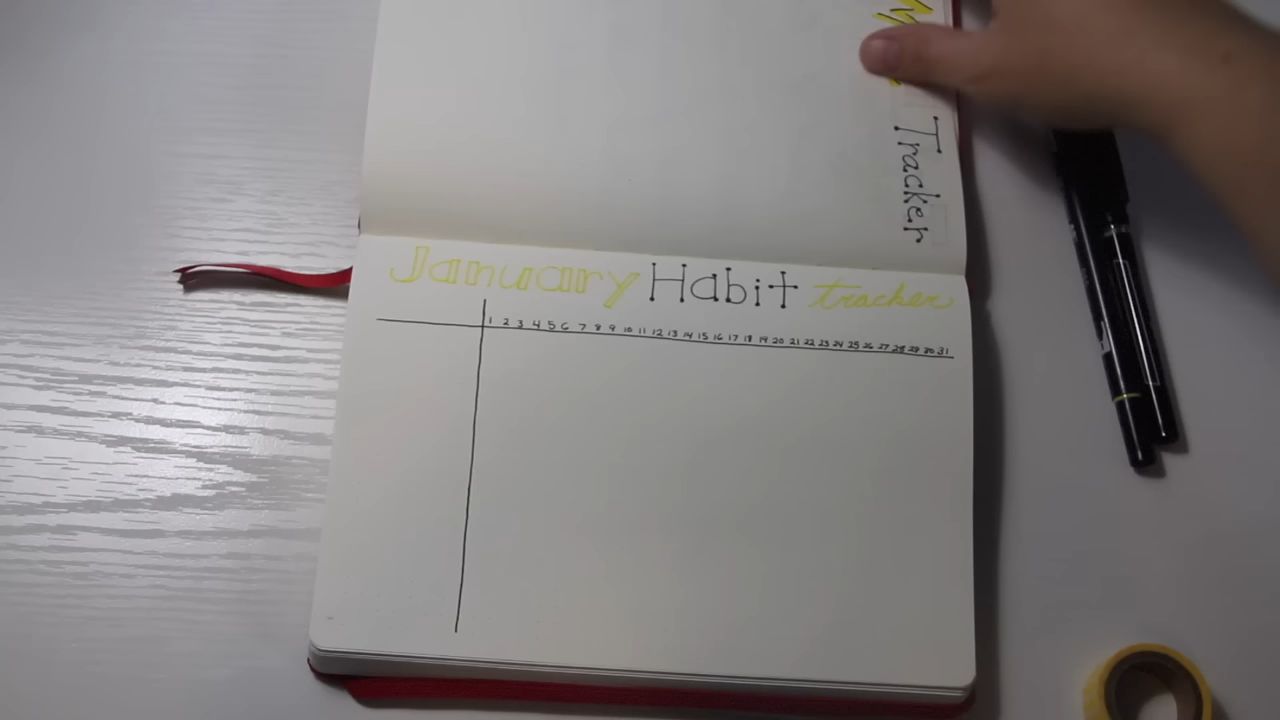 Tracker
January Habit tracker
1 2 3 4 5 6 7 8 9 10 11 12 13 14 15 16 17 18 19 20 21 22 23 24 25 26 27 28 29 30 31